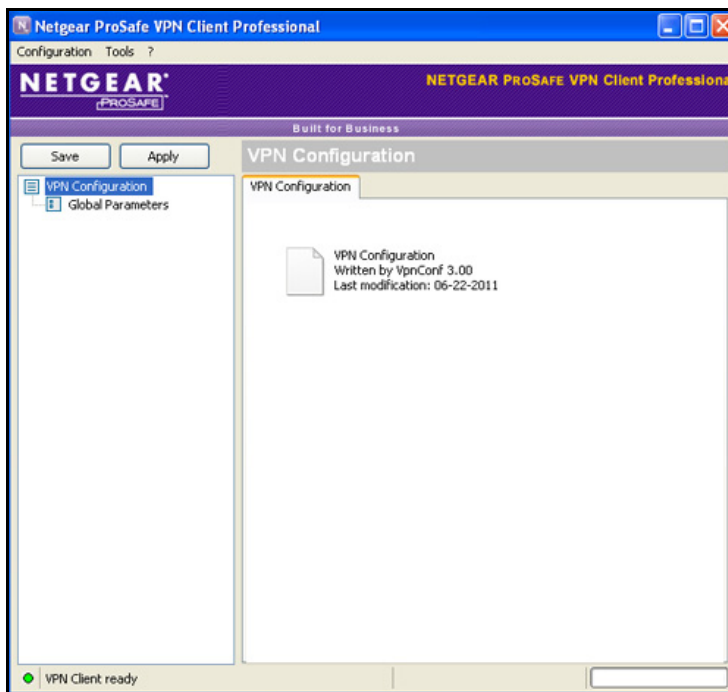 Netgear ProSafe VPN Client Professional
Configuration Tools ?
NETGEAR
PROSAFE
NETGEAR PROSAFE VPN Client Professiona
Built for Business
Save Apply
VPN Configuration
VPN Configuration
Global Parameters
VPN Configuration
VPN Configuration
Written by VpnConf 3.00
Last modification: 06-22-2011
VPN Client ready